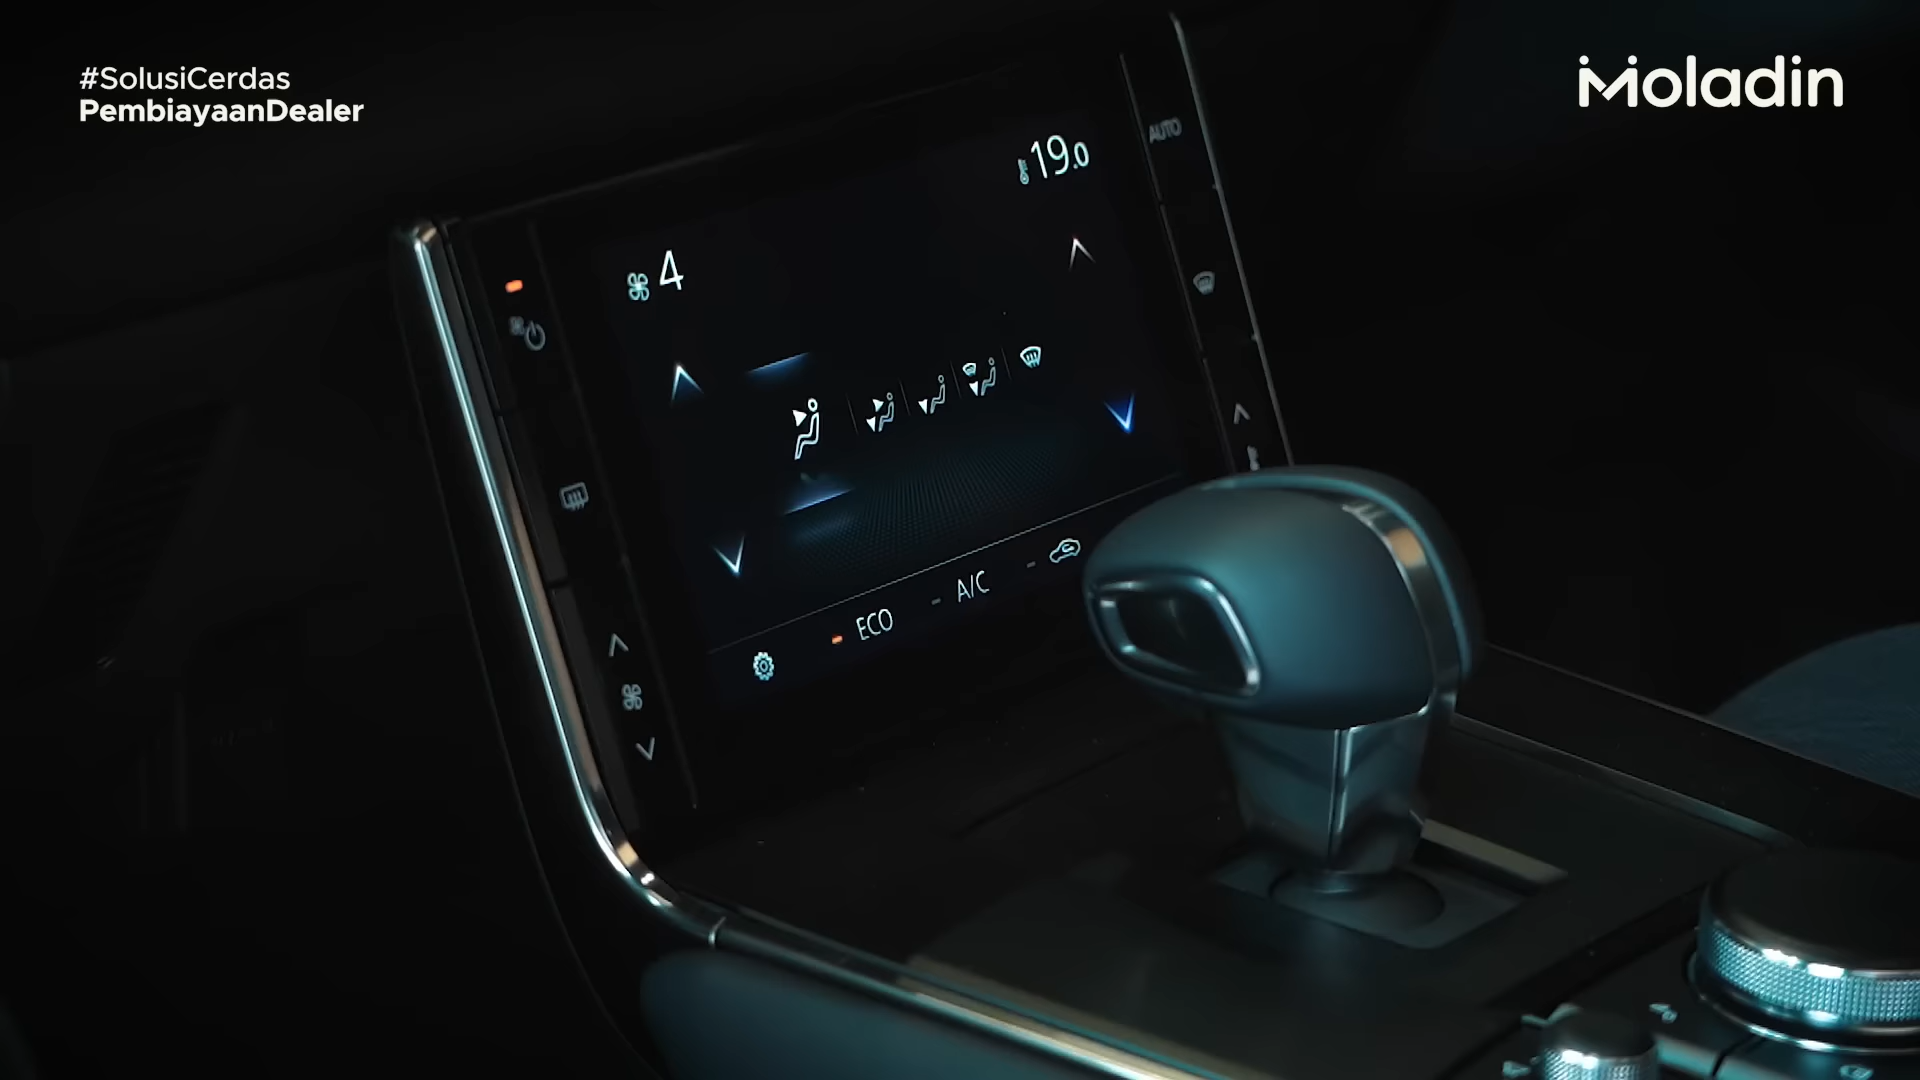 #SolusiCerdas
PembiayaanDealer
Moladin
AUTO
19.0
4
ECO
A/C